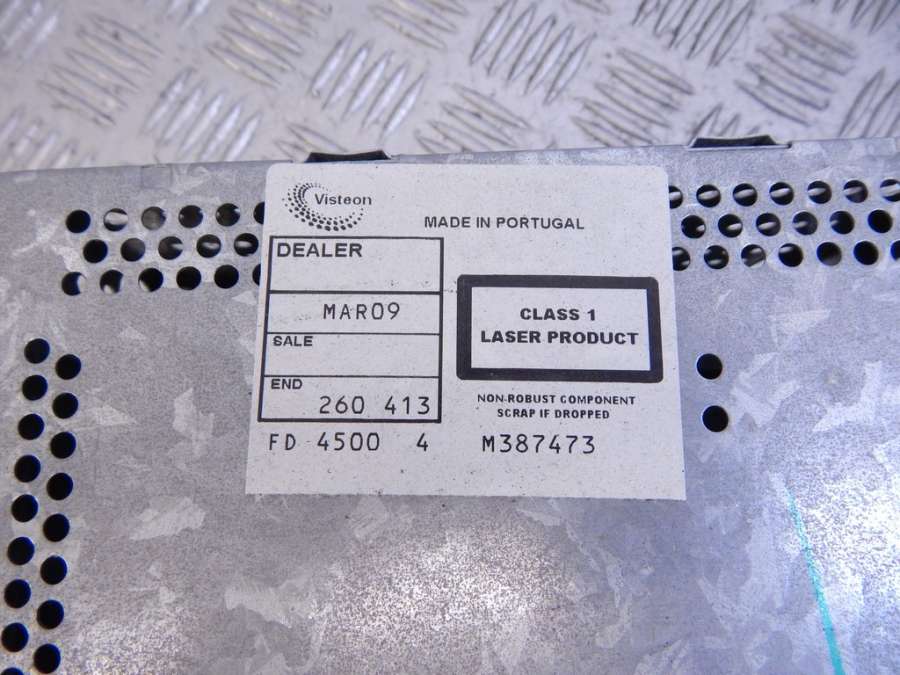 Visteon
MADE IN PORTUGAL
DEALER
MAR09
SALE
END
260 413
CLASS 1
LASER PRODUCT
NON-ROBUST COMPONENT
SCRAP IF DROPPED
FD 4500 4 M387473